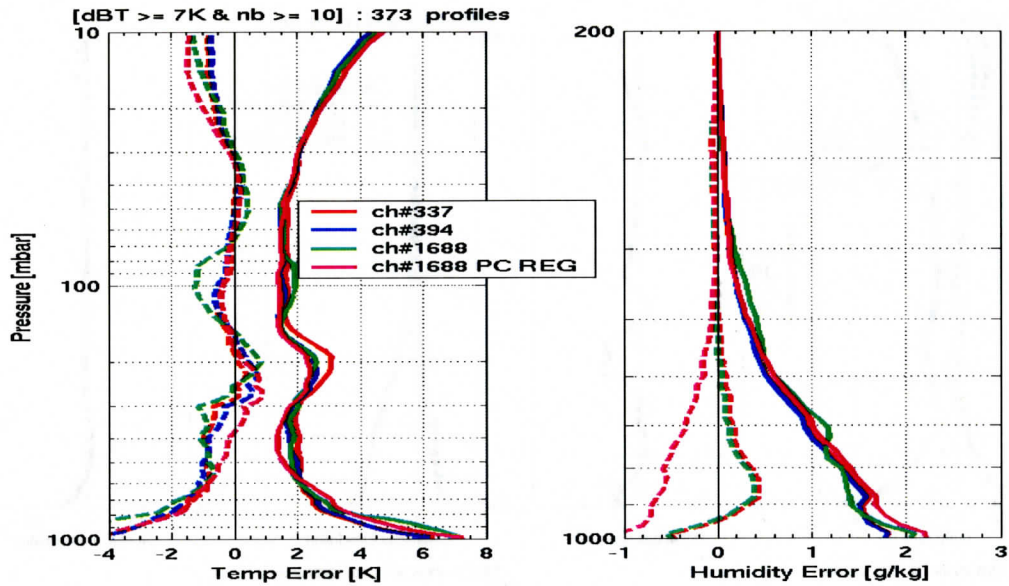 [dBT >= 7K & nb >= 10] : 373 profiles
10
100
1000
Pressure [mbar]
-4
-2
0
2
4
6
8
Temp Error [K]
ch#337
ch#394
ch#1688
ch#1688 PC REG
200
1000
-1
0
1
2
3
Humidity Error [g/kg]